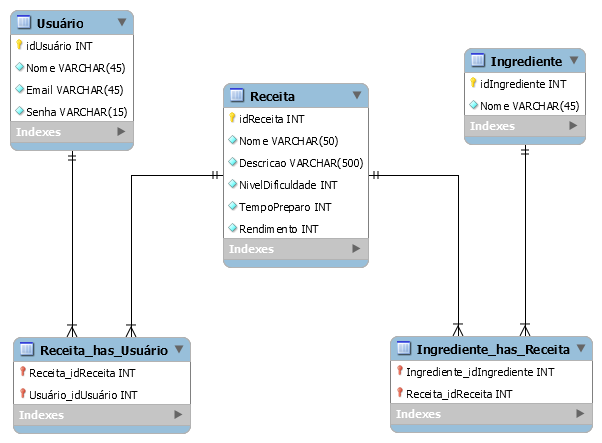 Usuário
idUsuário INT
Nome VARCHAR(45)
Email VARCHAR(45)
Senha VARCHAR(15)
Indexes
Receita
idReceita INT
Nome VARCHAR(50)
Descricao VARCHAR(500)
NivelDificuldade INT
TempoPreparo INT
Rendimento INT
Indexes
Ingrediente
idIngrediente INT
Nome VARCHAR(45)
Indexes
Receita_has_Usuário
Receita_idReceita INT
Usuário_idUsuário INT
Indexes
Ingrediente_has_Receita
Ingrediente_idIngrediente INT
Receita_idReceita INT
Indexes